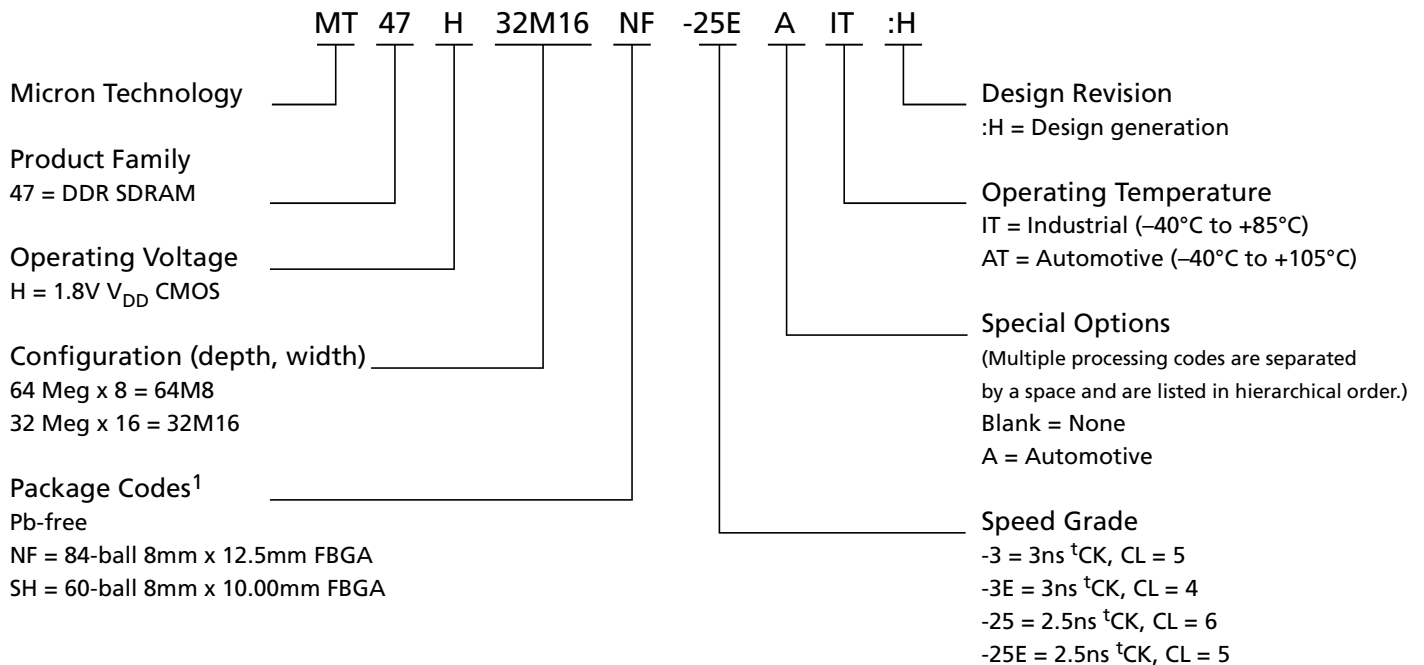 MT 47 H 32M16 NF -25E A IT :H
Micron Technology
Product Family
47 = DDR SDRAM
Operating Voltage
H = 1.8V VDD CMOS
Configuration (depth, width)
64 Meg x 8 = 64M8
32 Meg x 16 = 32M16
Package Codes1
Pb-free
NF = 84-ball 8mm x 12.5mm FBGA
SH = 60-ball 8mm x 10.00mm FBGA
Design Revision
:H = Design generation
Operating Temperature
IT = Industrial (–40°C to +85°C)
AT = Automotive (–40°C to +105°C)
Special Options
(Multiple processing codes are separated
by a space and are listed in hierarchical order.)
Blank = None
A = Automotive
Speed Grade
-3 = 3ns tCK, CL = 5
-3E = 3ns tCK, CL = 4
-25 = 2.5ns tCK, CL = 6
-25E = 2.5ns tCK, CL = 5